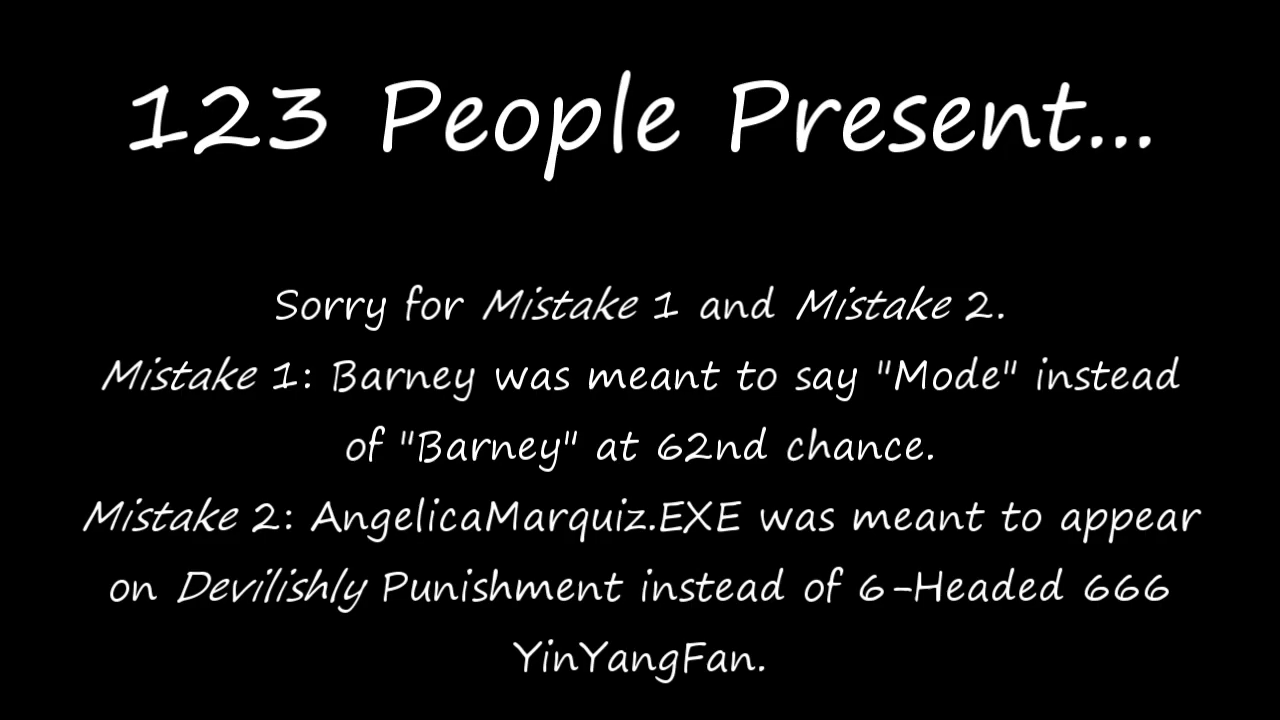 123 People Present...
Sorry for Mistake 1 and Mistake 2.
Mistake 1: Barney was meant to say "Mode" instead
of "Barney" at 62nd chance.
Mistake 2: AngelicaMarquiz.EXE was meant to appear
on Devilishly Punishment instead of 6-Headed 666
YinYangFan.